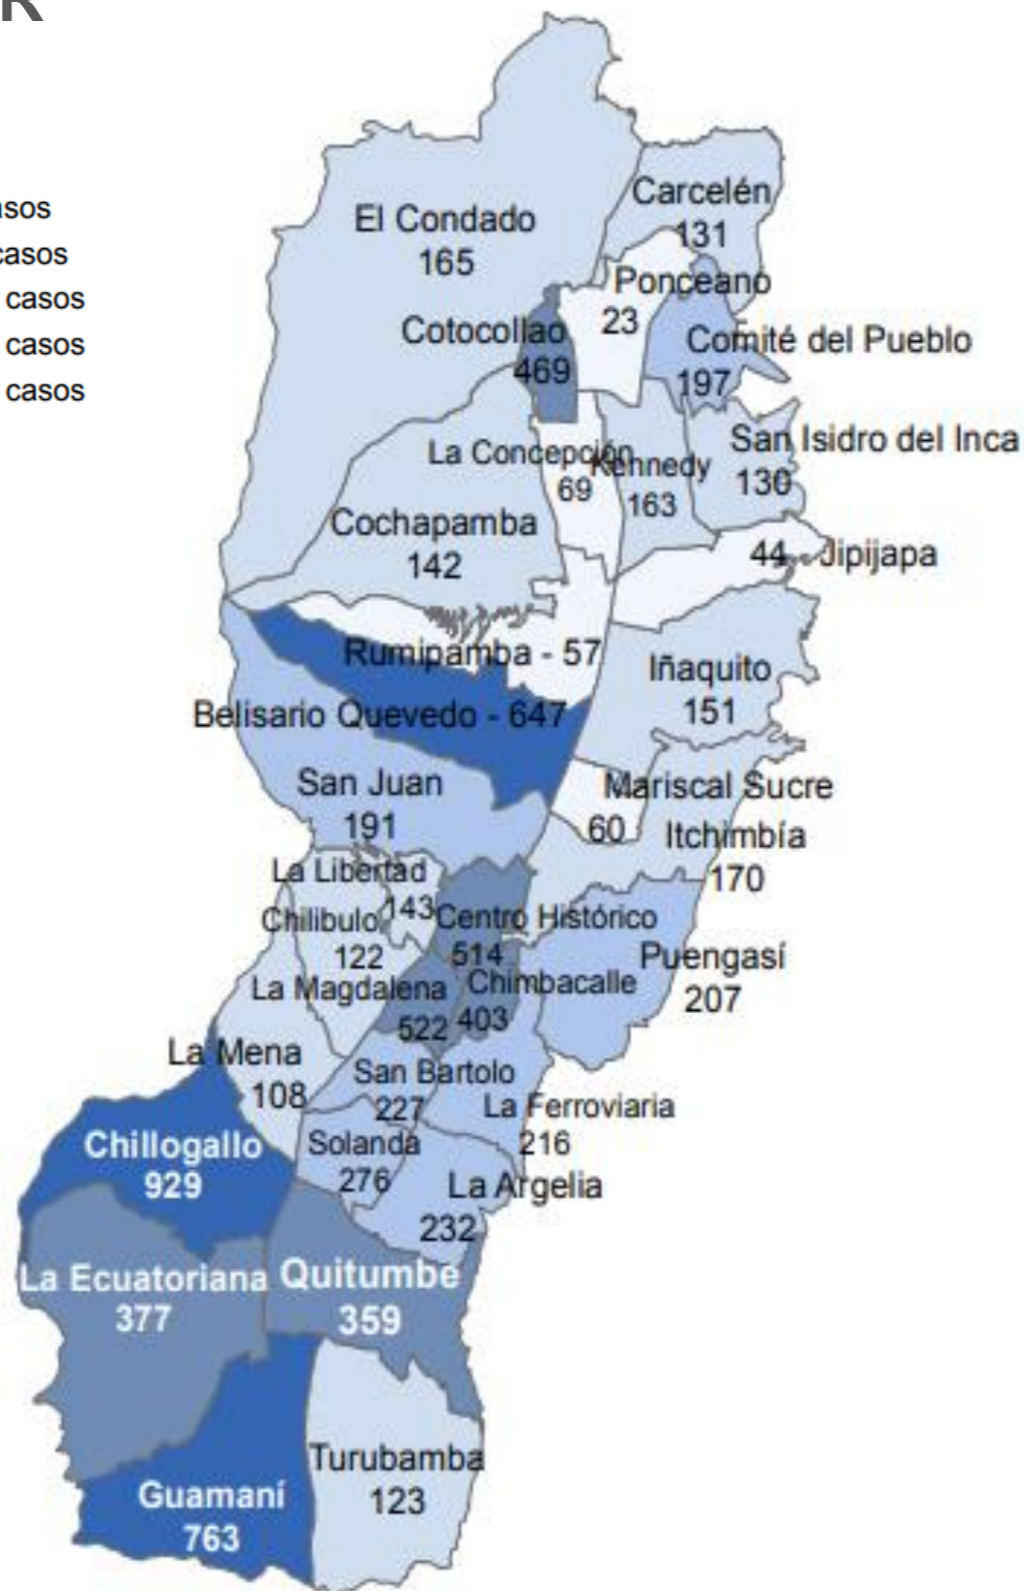 casos
casos
casos
casos
El Condado
165
Carcelén
131
Ponceano
23
Cotocollao
469
Comité del Pueblo
197
La Concepción
69
Kennedy
163
San Isidro del Inca
130
Cochapamba
142
44 Jipijapa
Rumipamba - 57
Iñaquito
151
Belisario Quevedo - 647
San Juan
191
Mariscal Sucre
60
Itchimbía
170
La Libertad
143
Chilibulo
122
Centro Histórico
514
Puengasí
207
La Magdalena
522
Chimbacalle
403
La Mena
108
San Bartolo
227
La Ferroviaria
216
Chillogallo
929
Solanda
276
La Argelia
232
La Ecuatoriana
377
Quitumbe
359
Turubamba
123
Guamaní
763